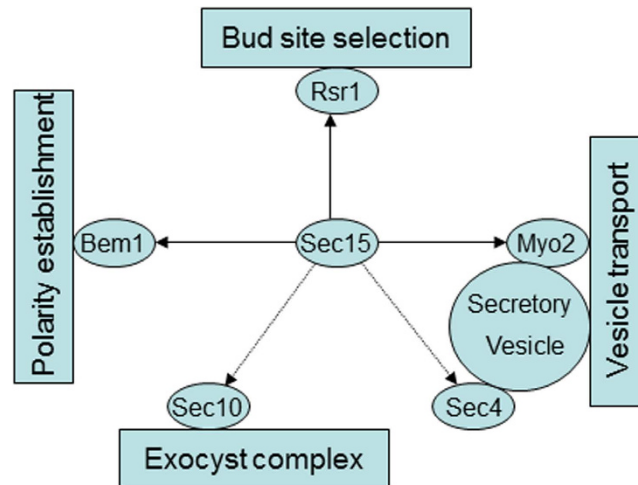 Bud site selection
Rsr1
Polarity establishment
Bem1
Sec15
Myo2
Vesicle transport
Secretory
Vesicle
Sec10
Sec4
Exocyst complex